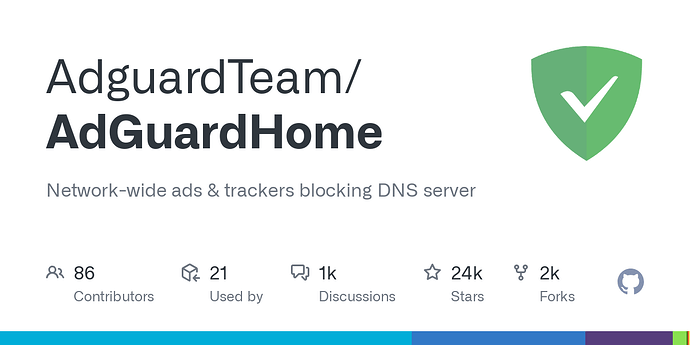 AdguardTeam/
AdGuardHome
Network-wide ads & trackers blocking DNS server
86 21 1k 24k 2k
Contributors Used by Discussions Stars Forks